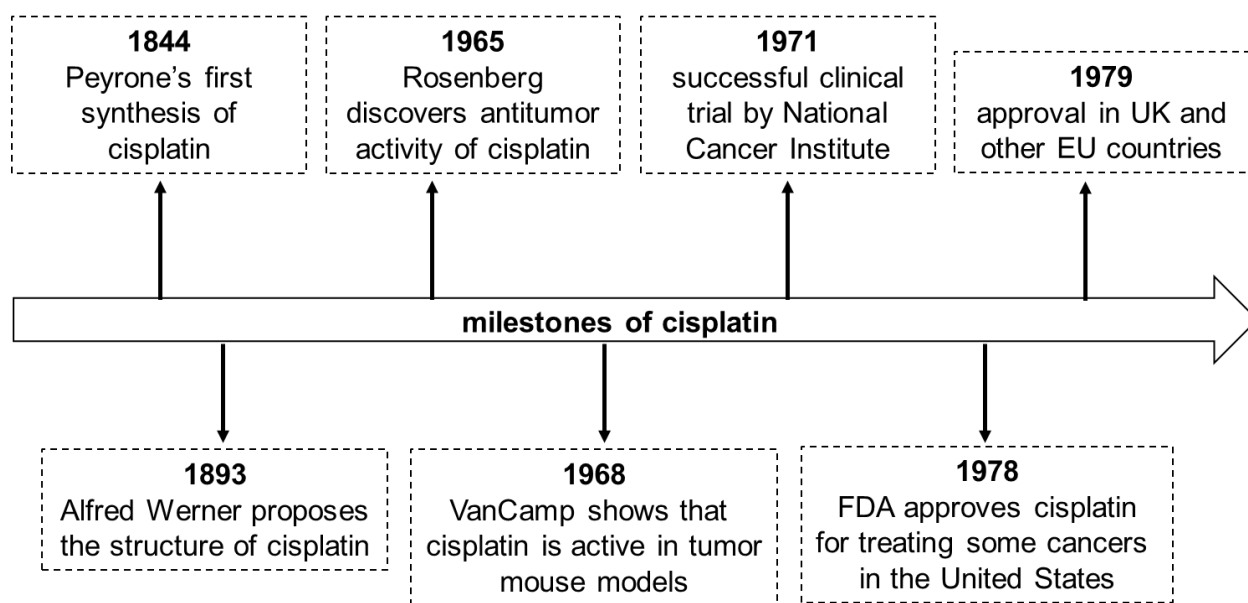 1844
Peyrone’s first
synthesis of
cisplatin
1965
Rosenberg
discovers antitumor
activity of cisplatin
1971
successful clinical
trial by National
Cancer Institute
1979
approval in UK and
other EU countries
milestones of cisplatin
1893
Alfred Werner proposes
the structure of cisplatin
1968
VanCamp shows that
cisplatin is active in tumor
mouse models
1978
FDA approves cisplatin
for treating some cancers
in the United States